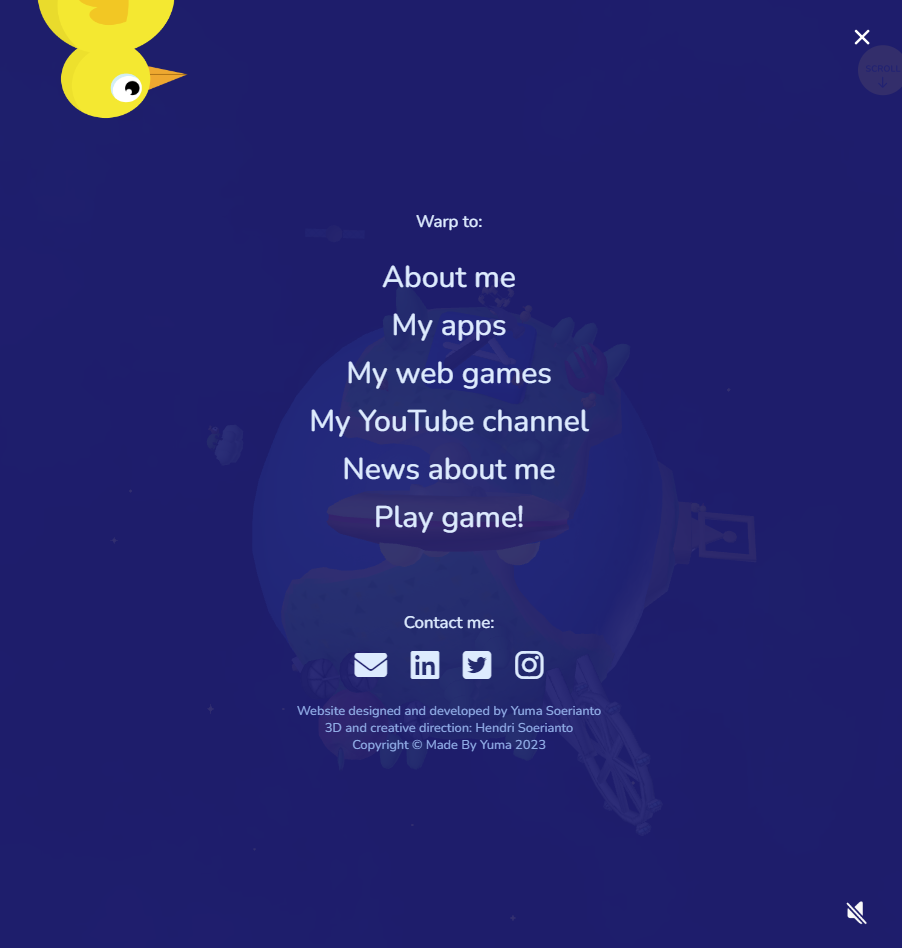 SCROLL
Warp to:
About me
My apps
My web games
My YouTube channel
News about me
Play game!
Contact me:
Website designed and developed by Yuma Soerianto
3D and creative direction: Hendri Soerianto
Copyright © Made By Yuma 2023